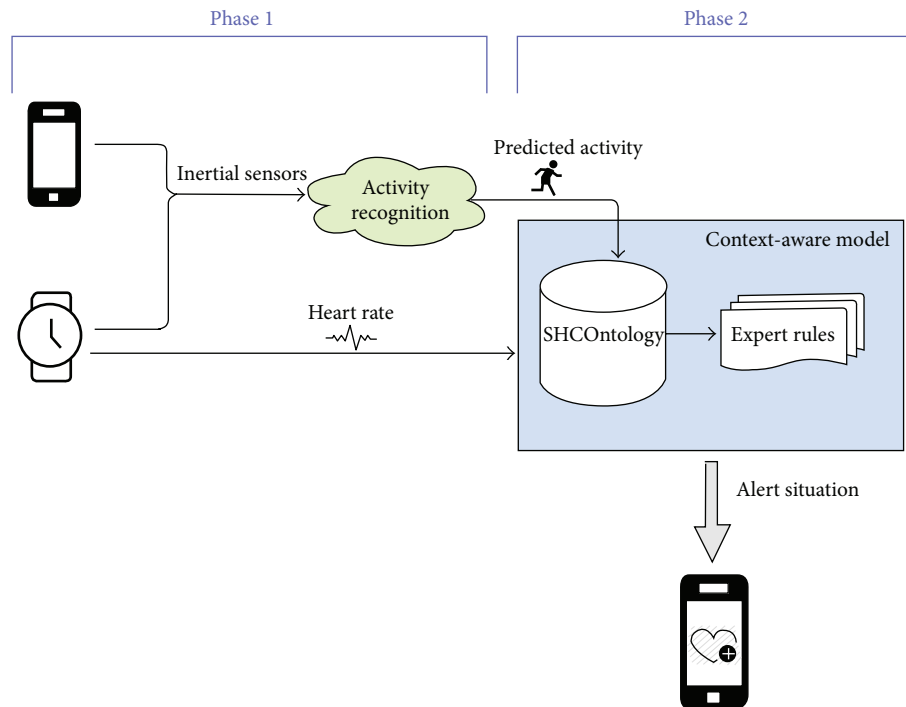 Phase 1
Phase 2
Inertial sensors
Activity
recognition
Predicted activity
Context-aware model
Heart rate
SHCOntology
Expert rules
Alert situation